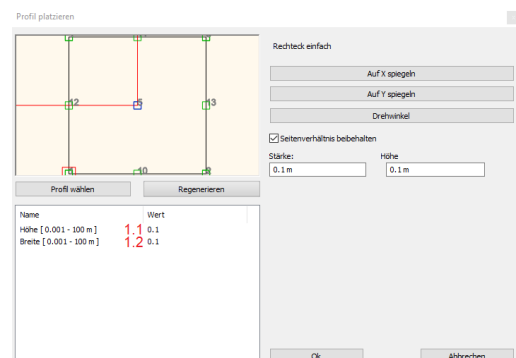 Profil platzieren
Rechteck einfach
Auf X spiegeln
Auf Y spiegeln
Drehwinkel
Seitenverhältnis beibehalten
Stärke: Höhe
0.1 m 0.1 m
12 6 13
10
Profil wählen Regenerieren
Name Wert
Höhe [ 0.001 - 100 m ] 1.1 0.1
Breite [ 0.001 - 100 m ] 1.2 0.1
Ok Abbrechen